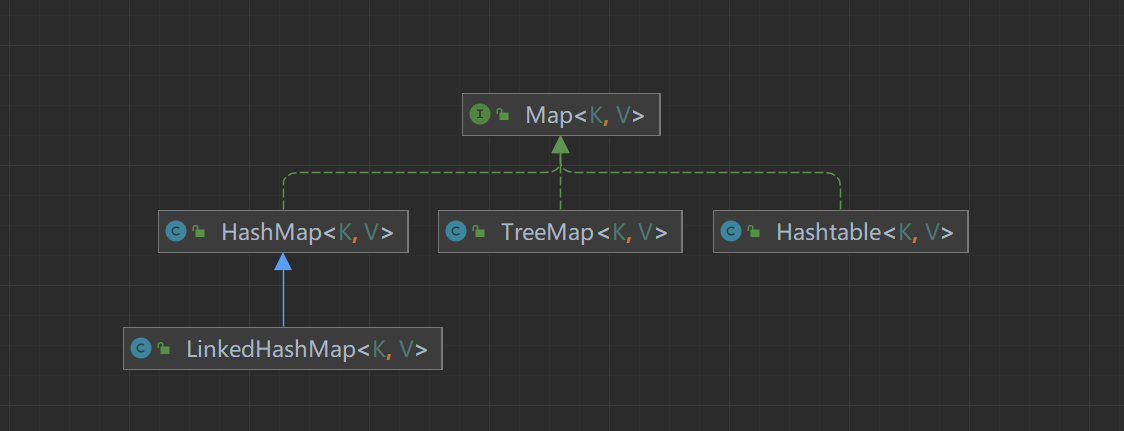 I Map<K, V>
C HashMap<K, V>
C TreeMap<K, V>
C Hashtable<K, V>
C LinkedHashMap<K, V>